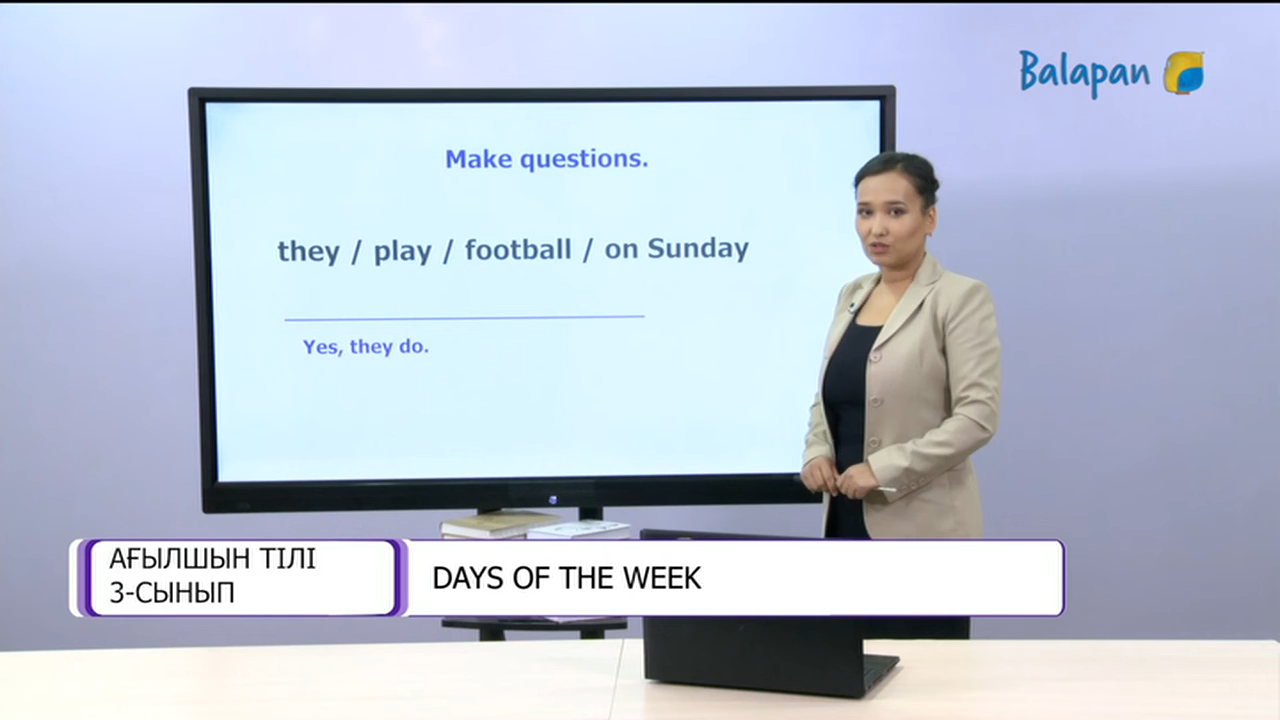 Balapan
Make questions.
they / play / football / on Sunday
Yes, they do.
АҒЫЛШЫН ТІЛІ
3-СЫНЫП
DAYS OF THE WEEK